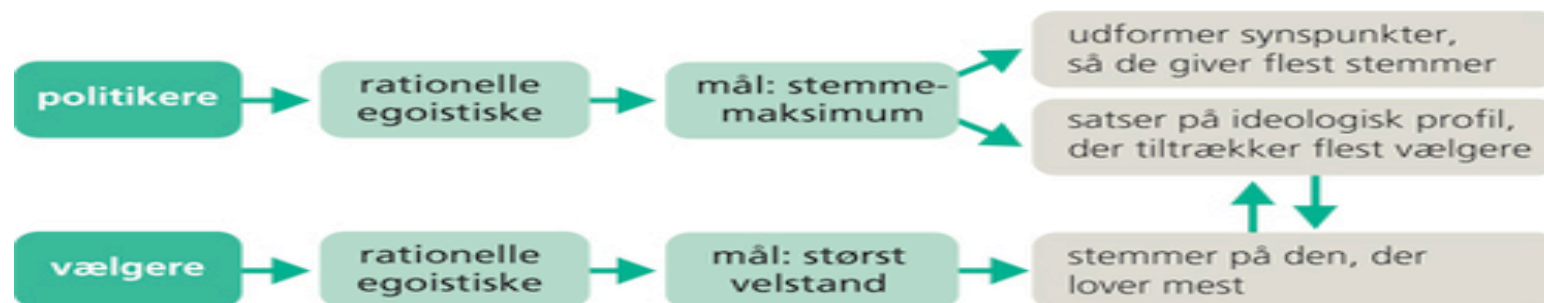 politikere
rationelle
egoistiske
mål: stemme-
maksimum
udformer synspunkter,
så de giver flest stemmer
satser på ideologisk profil,
der tiltrækker flest vælgere
vælgere
rationelle
egoistiske
mål: størst
velstand
stemmer på den, der
lover mest